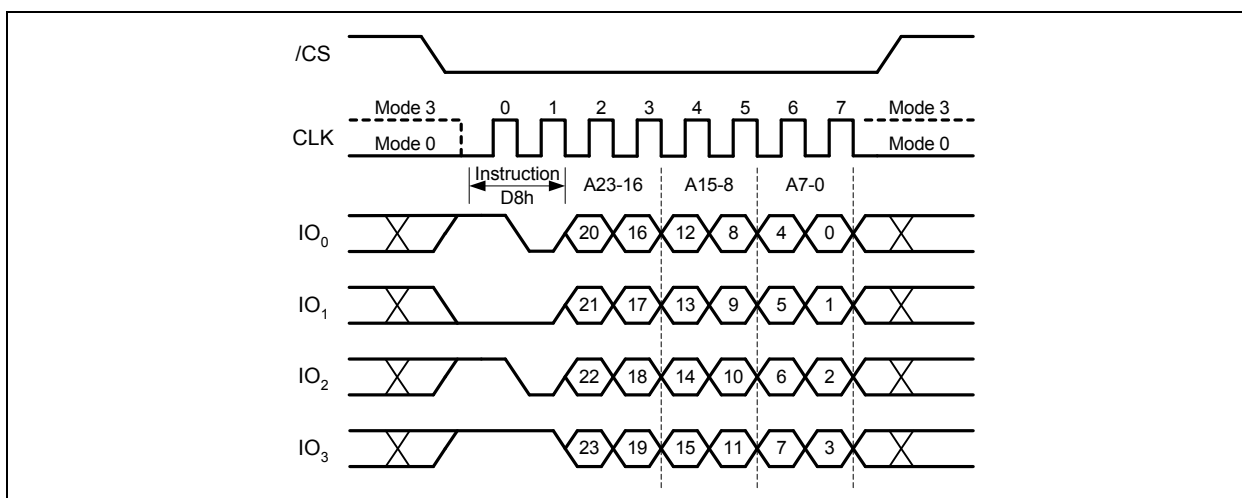 /CS
Mode 3 0 1 2 3 4 5 6 7 Mode 3
CLK
Mode 0 Mode 0
Instruction
D8h
A23-16 A15-8 A7-0
IO0 20 16 12 8 4 0
IO1 21 17 13 9 5 1
IO2 22 18 14 10 6 2
IO3 23 19 15 11 7 3